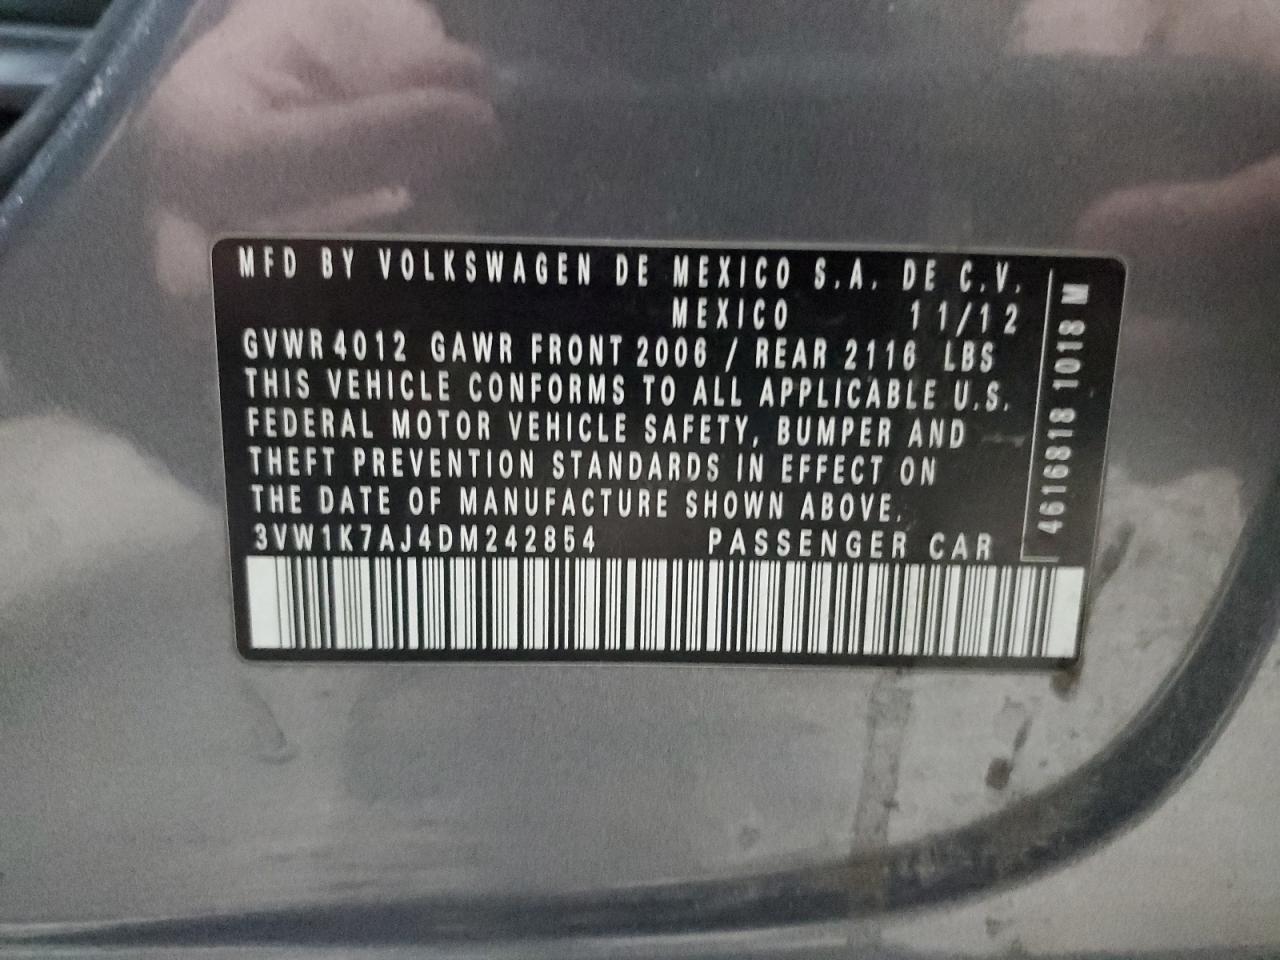 MFD BY VOLKSWAGEN DE MEXICO S.A. DE C.V.
MEXICO 11/12
GVWR 4012 GAWR FRONT 2006 / REAR 2116 LBS
THIS VEHICLE CONFORMS TO ALL APPLICABLE U.S.
FEDERAL MOTOR VEHICLE SAFETY, BUMPER AND
THEFT PREVENTION STANDARDS IN EFFECT ON
THE DATE OF MANUFACTURE SHOWN ABOVE.
3VW1K7AJ4DM242854 PASSENGER CAR
4616818 1018 M